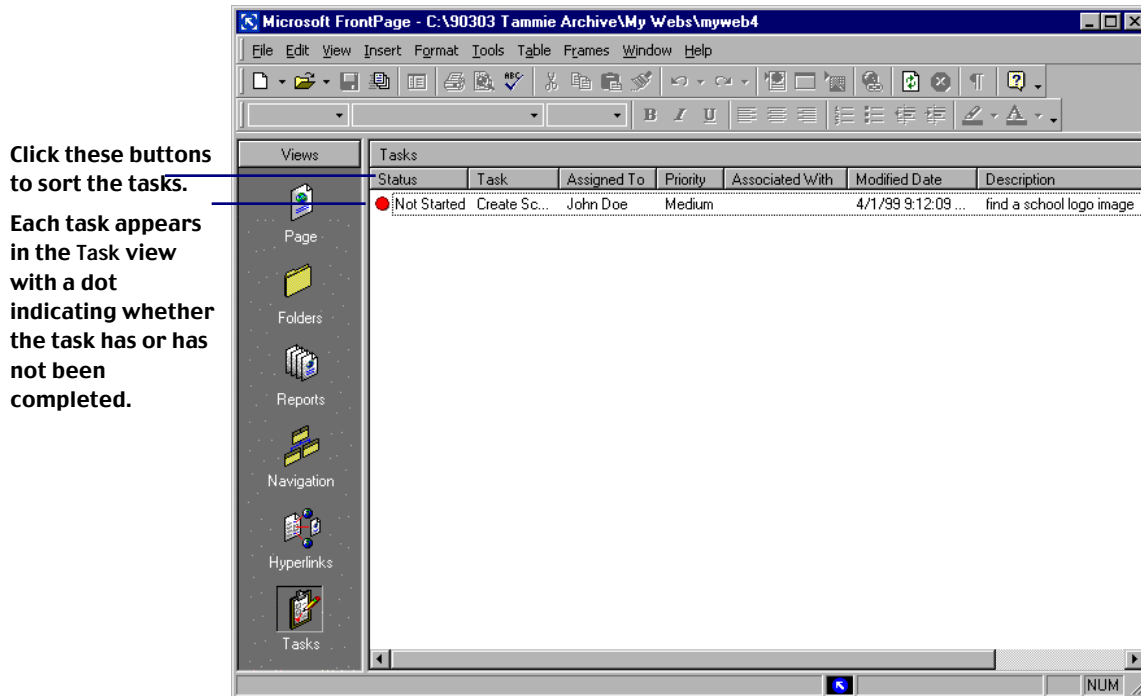 Microsoft FrontPage - C:\90303 Tammie Archive\My Webs\myweb4
File Edit View Insert Format Tools Table Frames Window Help
ABC
B I U A
Click these buttons
to sort the tasks.
Each task appears
in the Task view
with a dot
indicating whether
the task has or has
not been
completed.
Views
Page
Folders
Reports
Navigation
Hyperlinks
Tasks
Tasks
Status Task Assigned To Priority Associated With Modified Date Description
Not Started Create Sc... John Doe Medium 4/1/99 9:12:09 ... find a school logo image
NUM